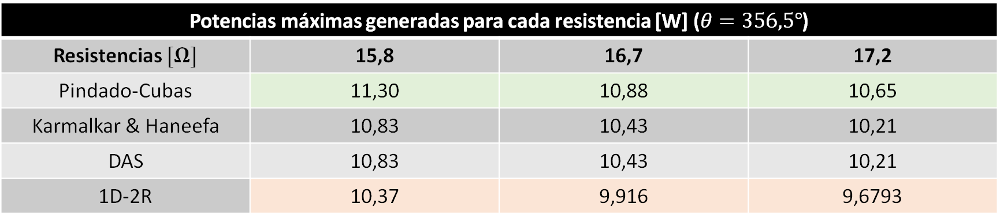 Potencias máximas generadas para cada resistencia [W] (θ = 356,5°)
Resistencias [Ω] 15,8 16,7 17,2
Pindado-Cubas 11,30 10,88 10,65
Karmalkar & Haneefa 10,83 10,43 10,21
DAS 10,83 10,43 10,21
1D-2R 10,37 9,916 9,6793